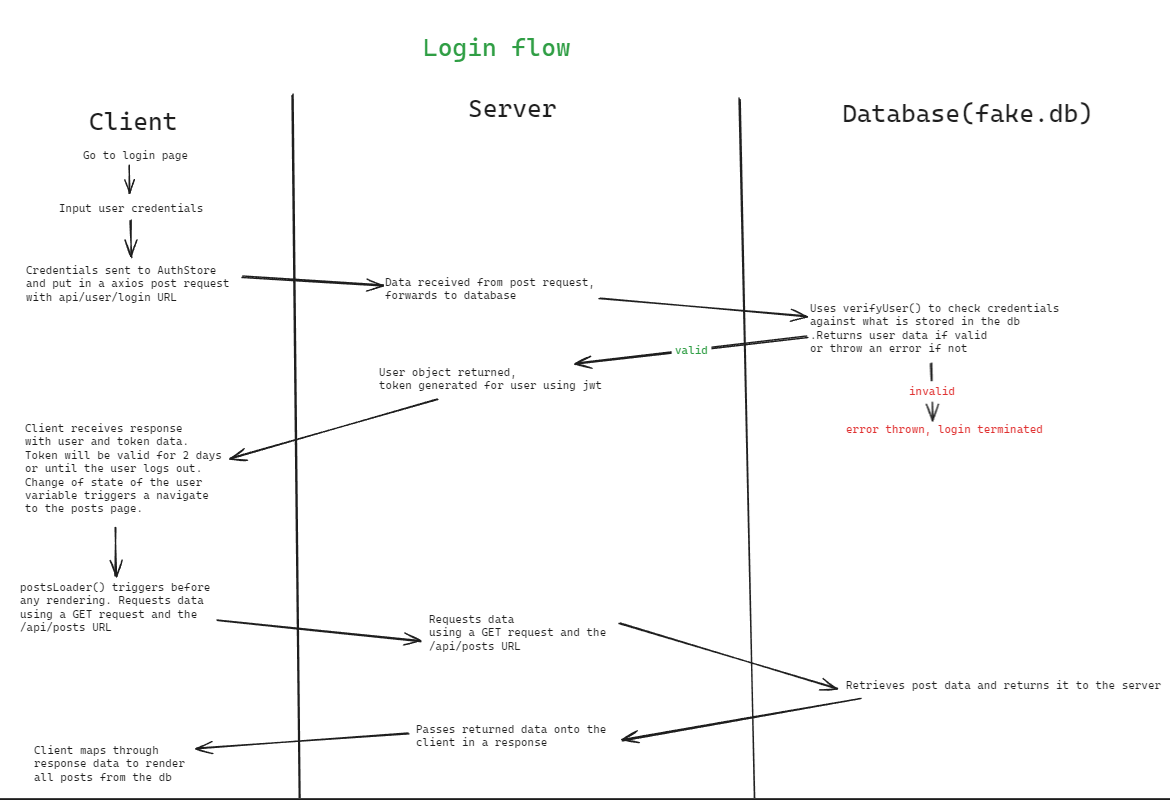 Login flow
Client
Server
Database(fake.db)
Go to login page
Input user credentials
Credentials sent to AuthStore
and put in a axios post request
with api/user/login URL
Data received from post request,
forwards to database
Uses verifyUser() to check credentials
against what is stored in the db
.Returns user data if valid
or throw an error if not
valid
invalid
error thrown, login terminated
User object returned,
token generated for user using jwt
Client receives response
with user and token data.
Token will be valid for 2 days
or until the user logs out.
Change of state of the user
variable triggers a navigate
to the posts page.
postsLoader() triggers before
any rendering. Requests data
using a GET request and the
/api/posts URL
Requests data
using a GET request and the
/api/posts URL
Retrieves post data and returns it to the server
Passes returned data onto the
client in a response
Client maps through
response data to render
all posts from the db